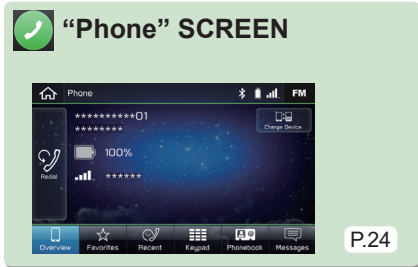 “Phone” SCREEN
Phone FM
**********01
********
Change Device
100%
Redial
******
Overview Favorites Recent Keypad Phonebook Messages
P.24